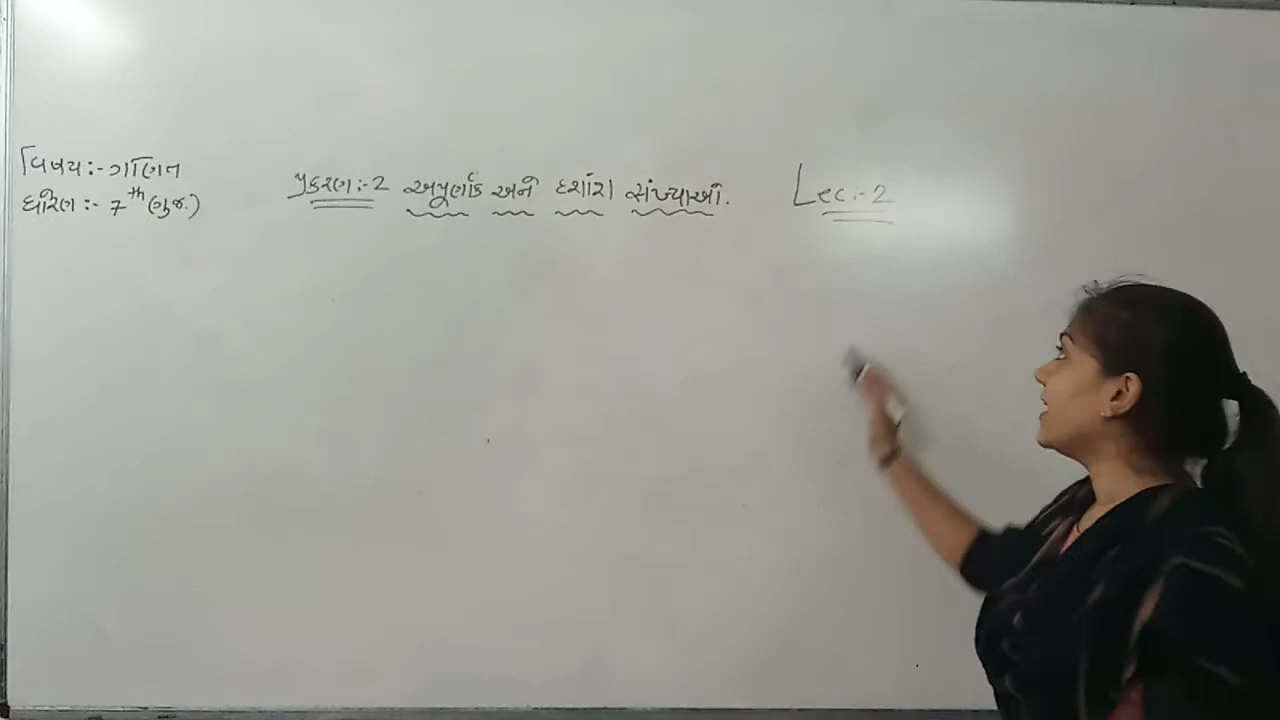 વિષય:- ગણિત
ધોરણ:- 7th (ગુજ.)
પ્રકરણ:-2 અપૂર્ણાંક અને દશાંશ સંખ્યાઓ.
Lec.-2